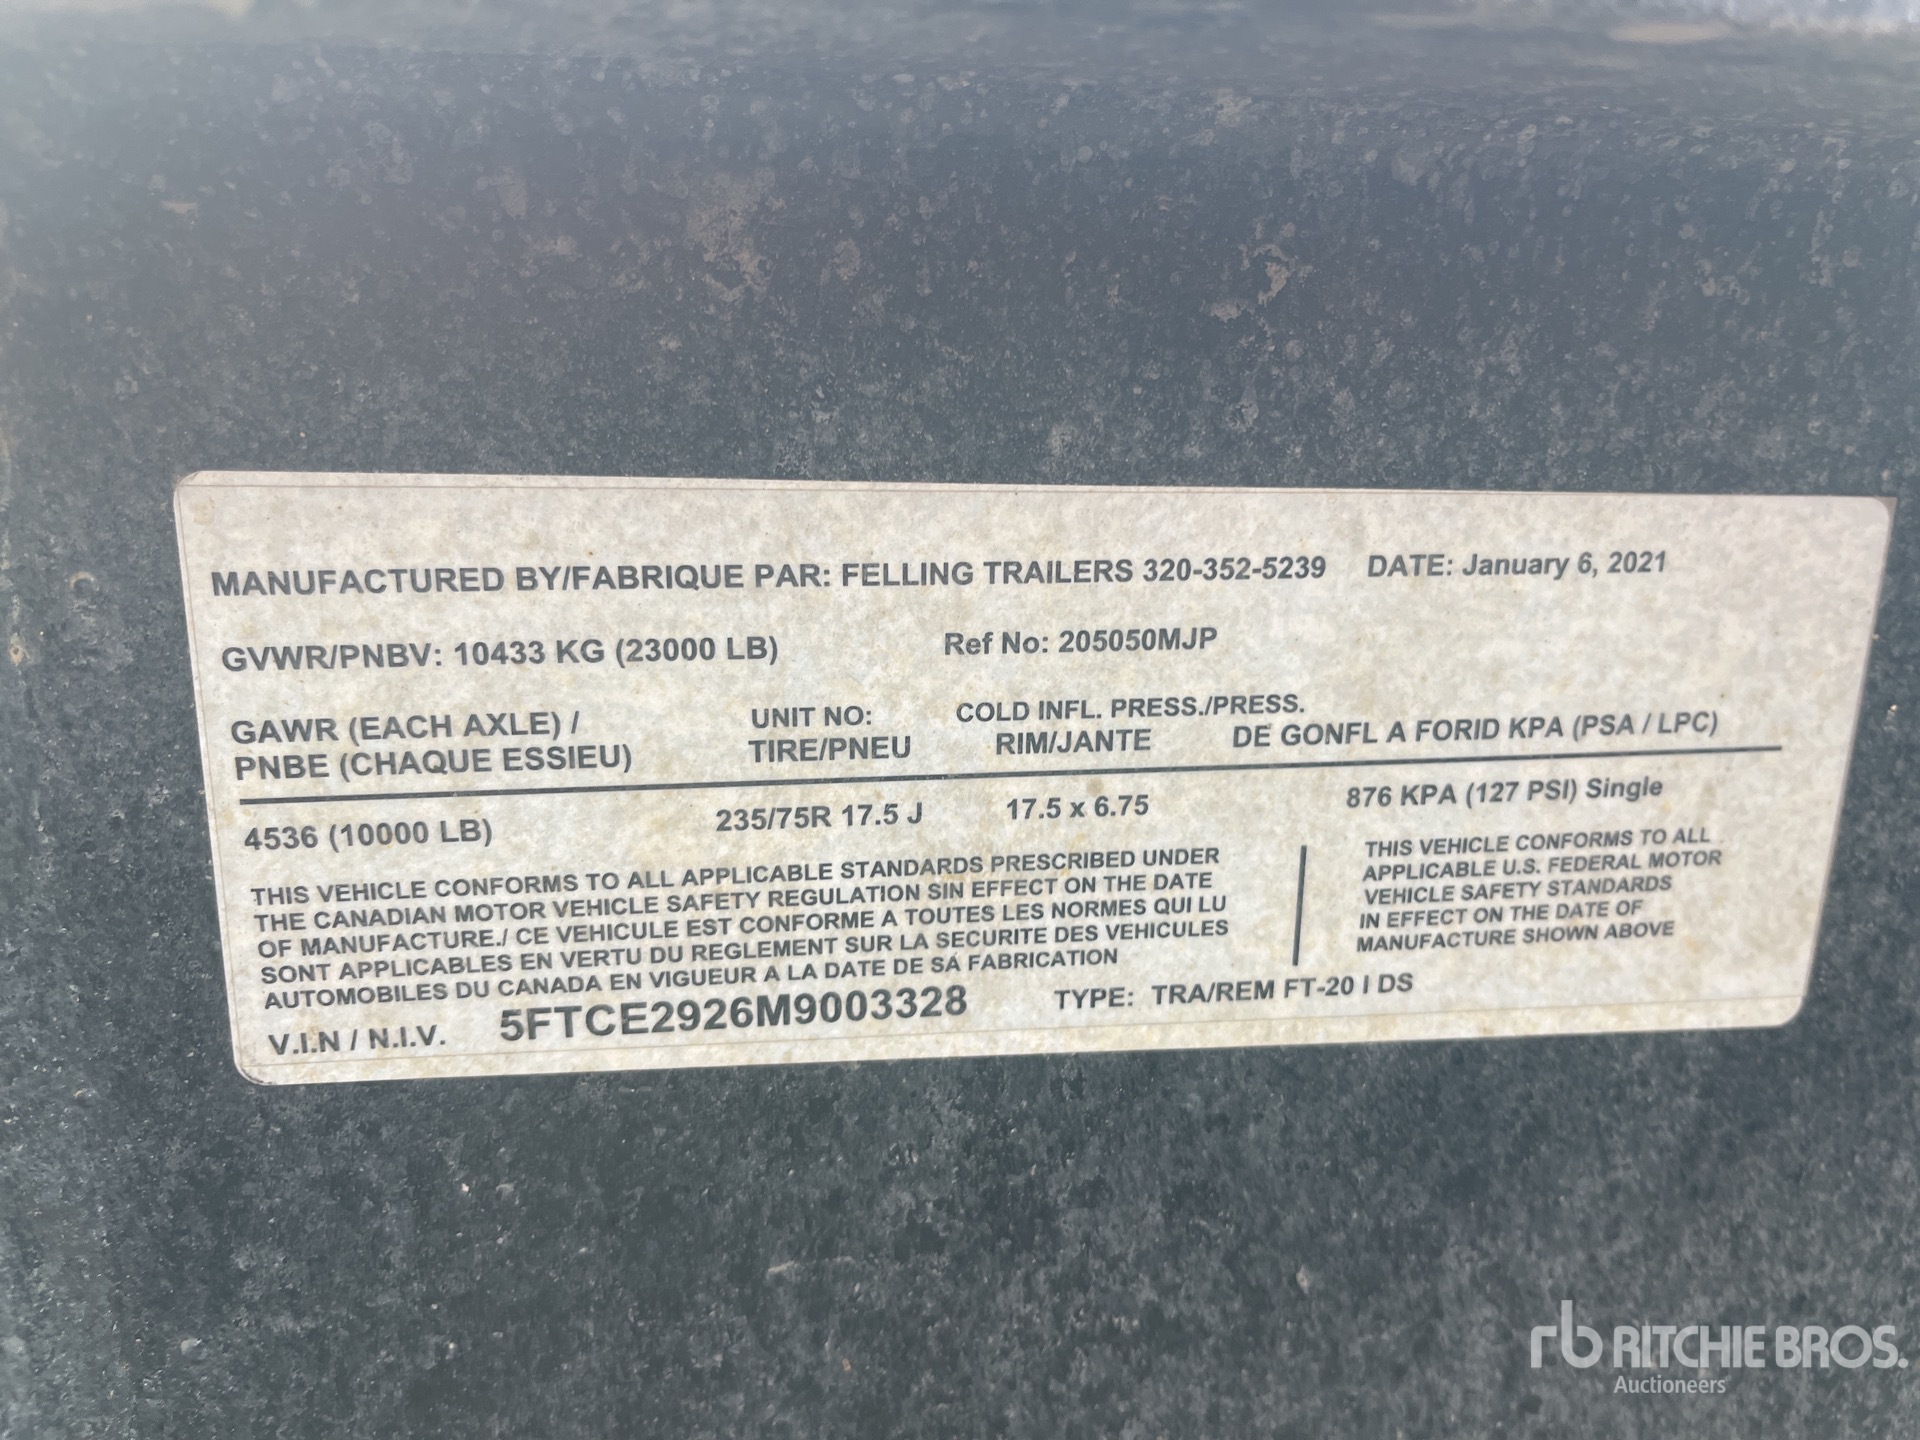 MANUFACTURED BY/FABRIQUE PAR: FELLING TRAILERS 320-352-5239 DATE: January 6, 2021
GVWR/PNBV: 10433 KG (23000 LB) Ref No: 205050MJP
GAWR (EACH AXLE) / UNIT NO: COLD INFL. PRESS./PRESS.
PNBE (CHAQUE ESSIEU) TIRE/PNEU RIM/JANTE DE GONFL A FORID KPA (PSA / LPC)
4536 (10000 LB) 235/75R 17.5 J 17.5 x 6.75 876 KPA (127 PSI) Single
THIS VEHICLE CONFORMS TO ALL APPLICABLE STANDARDS PRESCRIBED UNDER
THE CANADIAN MOTOR VEHICLE SAFETY REGULATION SIN EFFECT ON THE DATE
OF MANUFACTURE./ CE VEHICULE EST CONFORME A TOUTES LES NORMES QUI LU
SONT APPLICABLES EN VERTU DU REGLEMENT SUR LA SECURITE DES VEHICULES
AUTOMOBILES DU CANADA EN VIGUEUR A LA DATE DE SA FABRICATION
THIS VEHICLE CONFORMS TO ALL
APPLICABLE U.S. FEDERAL MOTOR
VEHICLE SAFETY STANDARDS
IN EFFECT ON THE DATE OF
MANUFACTURE SHOWN ABOVE
V.I.N / N.I.V. 5FTCE2926M9003328 TYPE: TRA/REM FT-20 I DS
rb RITCHIE BROS.
Auctioneers